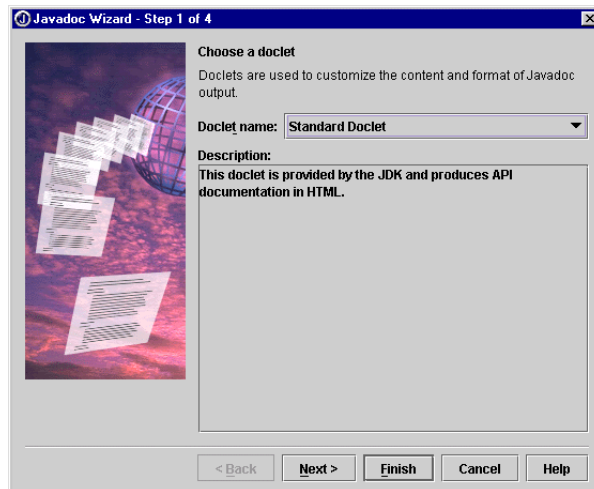 Javadoc Wizard - Step 1 of 4
Choose a doclet
Doclets are used to customize the content and format of Javadoc
output.
Doclet name: Standard Doclet
Description:
This doclet is provided by the JDK and produces API
documentation in HTML.
< Back Next > Finish Cancel Help